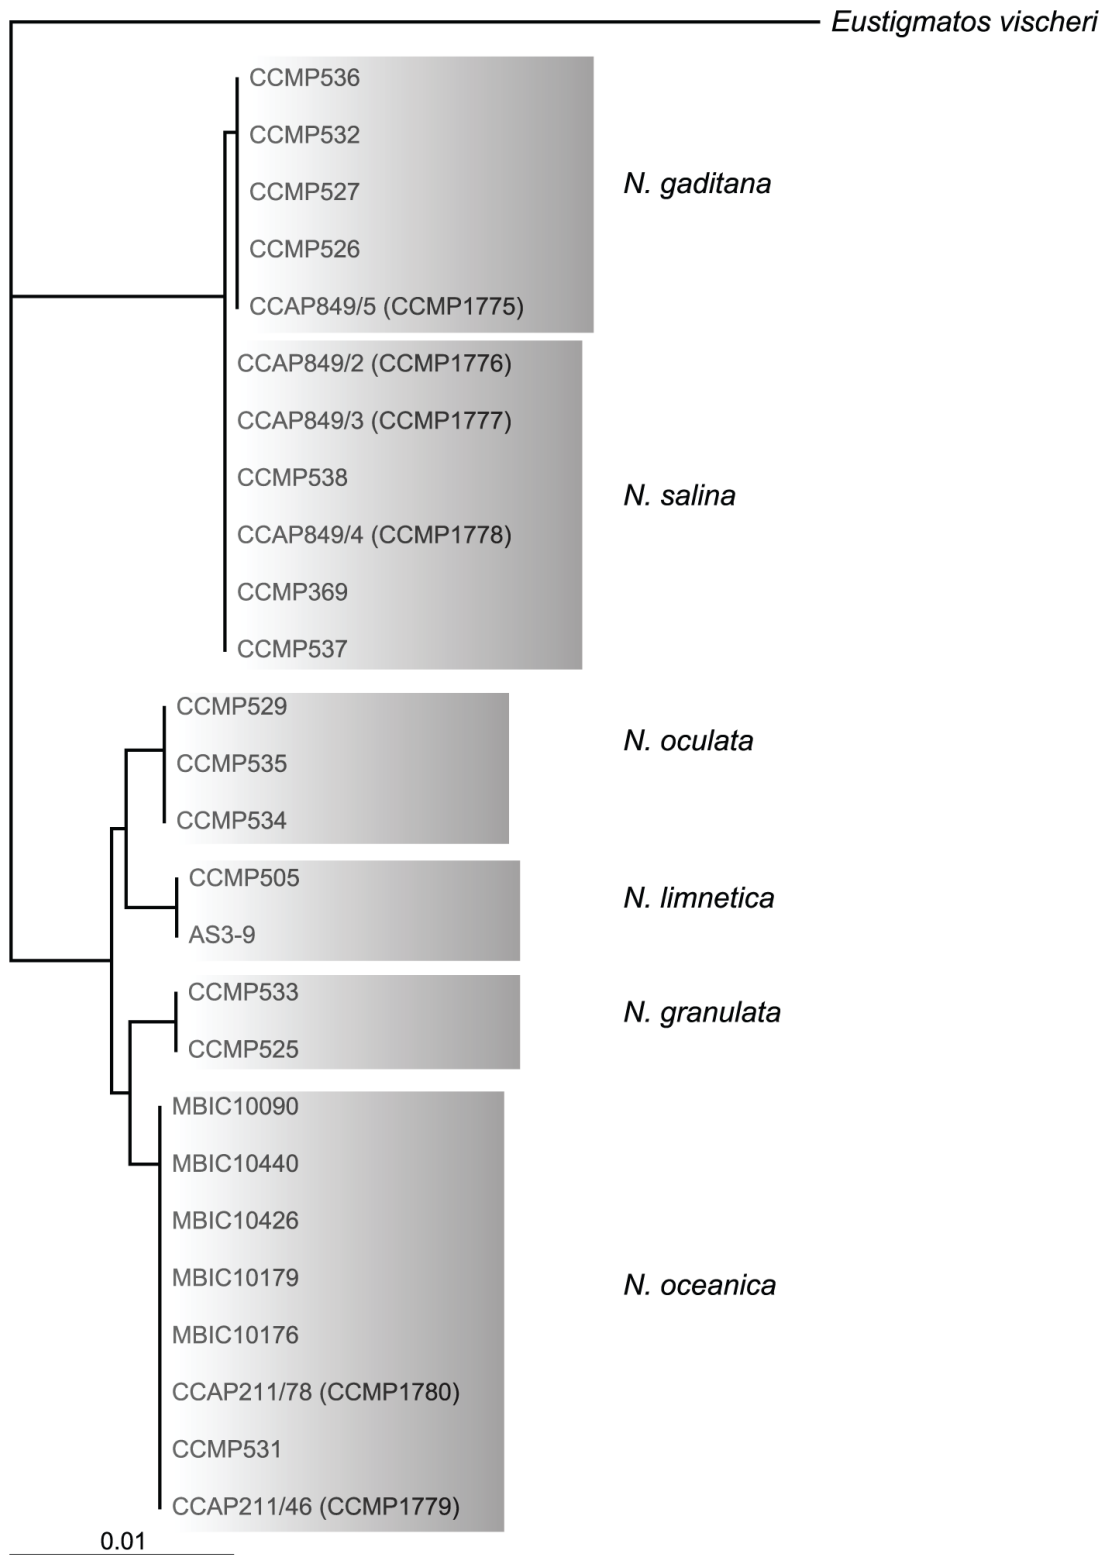 Eustigmatos vischeri
CCMP536
CCMP532
CCMP527
CCMP526
CCAP849/5 (CCMP1775)
N. gaditana
CCAP849/2 (CCMP1776)
CCAP849/3 (CCMP1777)
CCMP538
CCAP849/4 (CCMP1778)
CCMP369
CCMP537
N. salina
CCMP529
CCMP535
CCMP534
N. oculata
CCMP505
AS3-9
N. limnetica
CCMP533
CCMP525
N. granulata
MBIC10090
MBIC10440
MBIC10426
MBIC10179
MBIC10176
CCAP211/78 (CCMP1780)
CCMP531
CCAP211/46 (CCMP1779)
N. oceanica
0.01